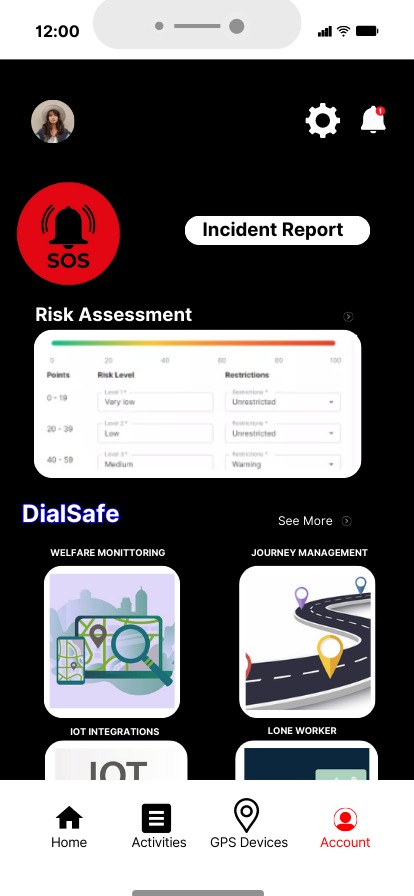 12:00
1
SOS
Incident Report
Risk Assessment
0 20 40 60 80 100
Points Risk Level Restrictions
Level 1 * Restrictions *
0 - 19 Very low Unrestricted
Level 2 * Restrictions *
20 - 39 Low Unrestricted
Level 3 * Restrictions *
40 - 59 Medium Warning
DialSafe
See More
WELFARE MONITTORING JOURNEY MANAGEMENT
IOT INTEGRATIONS LONE WORKER
IOT
Home Activities GPS Devices Account